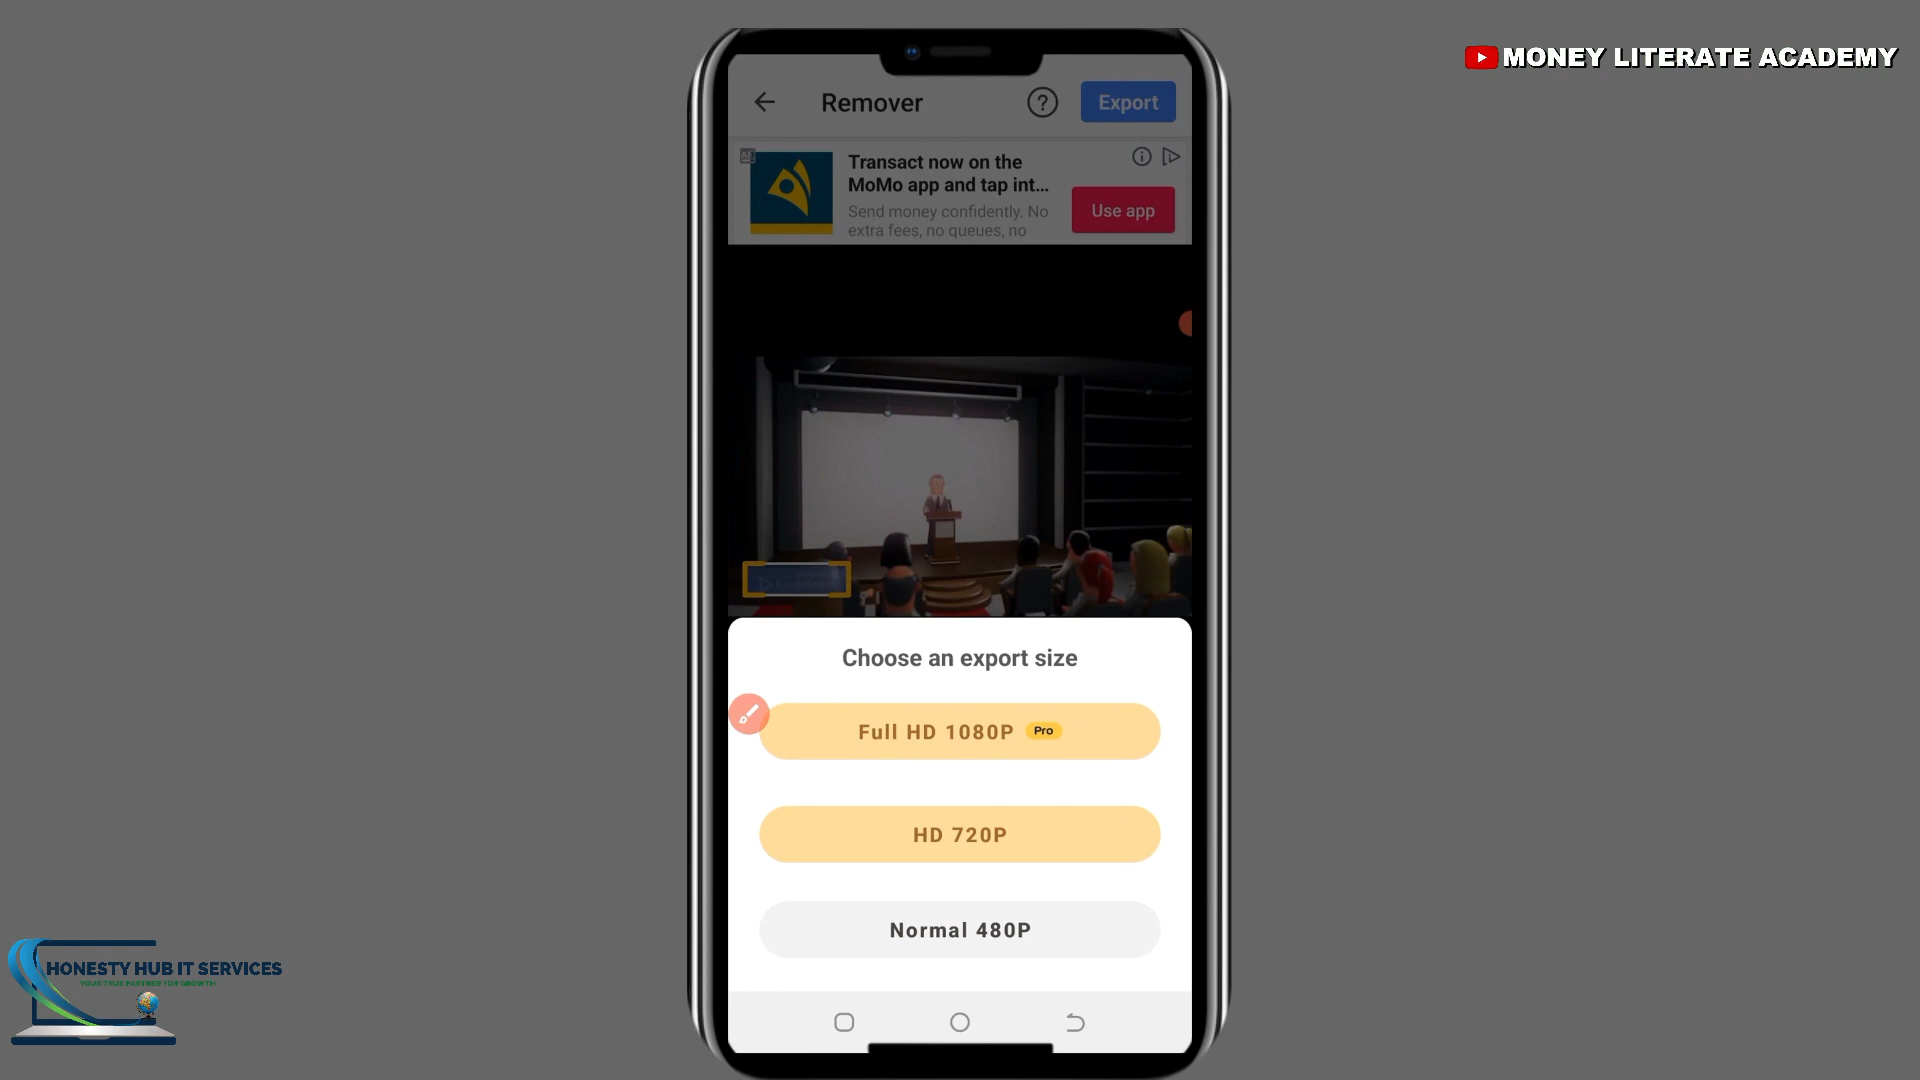 MONEY LITERATE ACADEMY
Remover
?
Export
AD
Transact now on the
MoMo app and tap int...
Send money confidently. No
extra fees, no queues, no
Use app
Choose an export size
Full HD 1080P Pro
HD 720P
Normal 480P
HONESTY HUB IT SERVICES
YOUR TRUE PARTNER FOR GROWTH